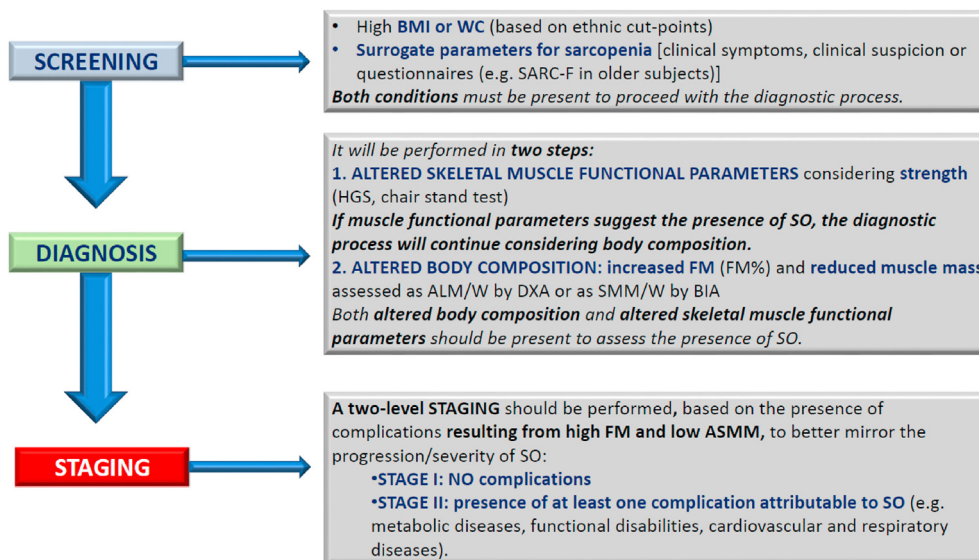 SCREENING
• High BMI or WC (based on ethnic cut-points)
• Surrogate parameters for sarcopenia [clinical symptoms, clinical suspicion or
questionnaires (e.g. SARC-F in older subjects)]
Both conditions must be present to proceed with the diagnostic process.
DIAGNOSIS
It will be performed in two steps:
1. ALTERED SKELETAL MUSCLE FUNCTIONAL PARAMETERS considering strength
(HGS, chair stand test)
If muscle functional parameters suggest the presence of SO, the diagnostic
process will continue considering body composition.
2. ALTERED BODY COMPOSITION: increased FM (FM%) and reduced muscle mass
assessed as ALM/W by DXA or as SMM/W by BIA
Both altered body composition and altered skeletal muscle functional
parameters should be present to assess the presence of SO.
STAGING
A two-level STAGING should be performed, based on the presence of
complications resulting from high FM and low ASMM, to better mirror the
progression/severity of SO:
•STAGE I: NO complications
•STAGE II: presence of at least one complication attributable to SO (e.g.
metabolic diseases, functional disabilities, cardiovascular and respiratory
diseases).